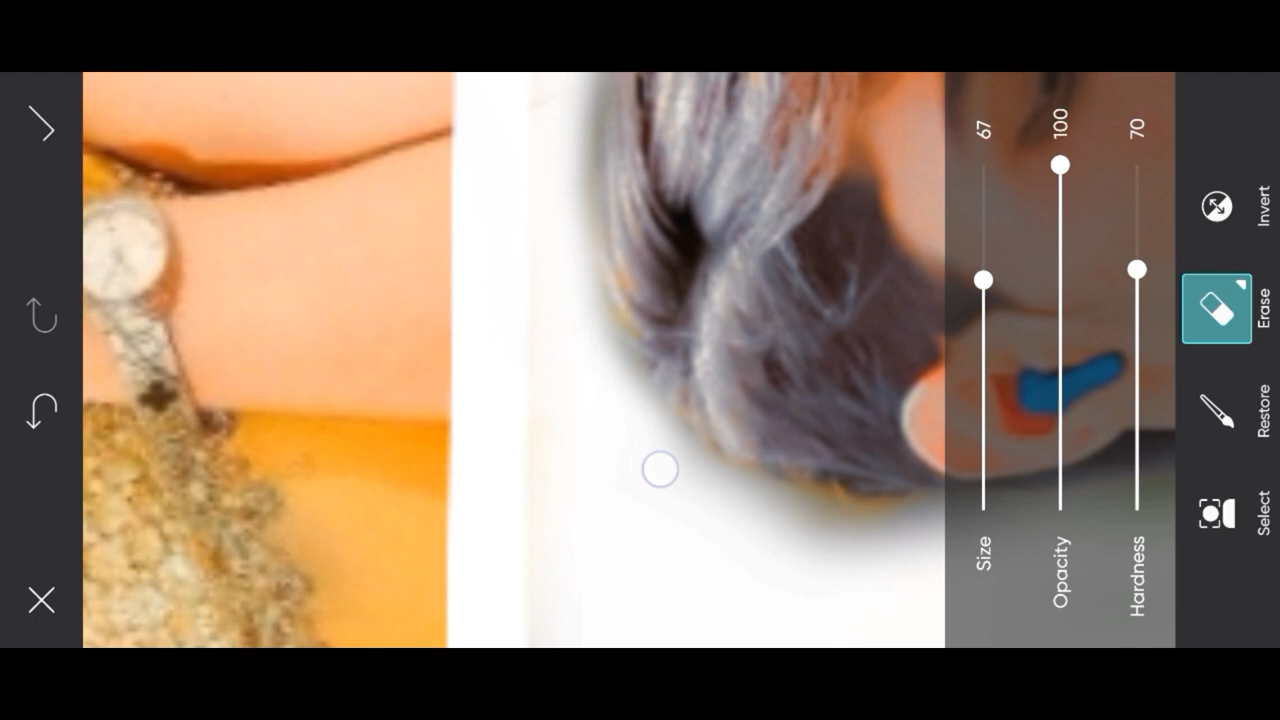 Size
67
Opacity
100
Hardness
70
Select
Restore
Erase
Invert